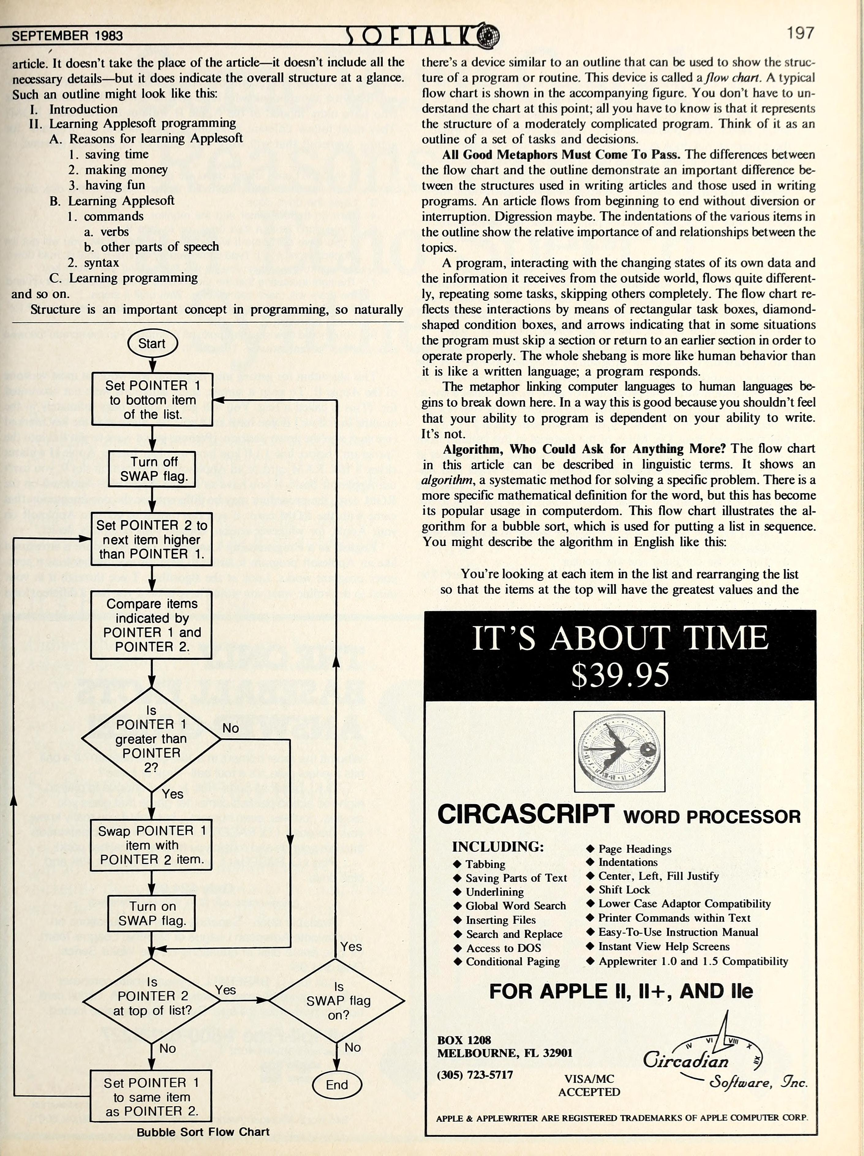 SEPTEMBER 1983
SOFTALK
197
article. It doesn't take the place of the article—it doesn't include all the
necessary details—but it does indicate the overall structure at a glance.
Such an outline might look like this:
I. Introduction
II. Learning Applesoft programming
A. Reasons for learning Applesoft
1. saving time
2. making money
3. having fun
B. Learning Applesoft
1. commands
a. verbs
b. other parts of speech
2. syntax
C. Learning programming
and so on.
Structure is an important concept in programming, so naturally
Start
Set POINTER 1
to bottom item
of the list.
Turn off
SWAP flag.
Set POINTER 2 to
next item higher
than POINTER 1.
Compare items
indicated by
POINTER 1 and
POINTER 2.
Is
POINTER 1
greater than
POINTER
2?
No
Yes
Swap POINTER 1
item with
POINTER 2 item.
Turn on
SWAP flag.
Is
POINTER 2
at top of list?
Yes
Is
SWAP flag
on?
Yes
No
No
Set POINTER 1
to same item
as POINTER 2.
End
Bubble Sort Flow Chart
there's a device similar to an outline that can be used to show the struc-
ture of a program or routine. This device is called a flow chart. A typical
flow chart is shown in the accompanying figure. You don't have to un-
derstand the chart at this point; all you have to know is that it represents
the structure of a moderately complicated program. Think of it as an
outline of a set of tasks and decisions.
All Good Metaphors Must Come To Pass. The differences between
the flow chart and the outline demonstrate an important difference be-
tween the structures used in writing articles and those used in writing
programs. An article flows from beginning to end without diversion or
interruption. Digression maybe. The indentations of the various items in
the outline show the relative importance of and relationships between the
topics.
A program, interacting with the changing states of its own data and
the information it receives from the outside world, flows quite different-
ly, repeating some tasks, skipping others completely. The flow chart re-
flects these interactions by means of rectangular task boxes, diamond-
shaped condition boxes, and arrows indicating that in some situations
the program must skip a section or return to an earlier section in order to
operate properly. The whole shebang is more like human behavior than
it is like a written language; a program responds.
The metaphor linking computer languages to human languages be-
gins to break down here. In a way this is good because you shouldn't feel
that your ability to program is dependent on your ability to write.
It's not.
Algorithm, Who Could Ask for Anything More? The flow chart
in this article can be described in linguistic terms. It shows an
algorithm, a systematic method for solving a specific problem. There is a
more specific mathematical definition for the word, but this has become
its popular usage in computerdom. This flow chart illustrates the al-
gorithm for a bubble sort, which is used for putting a list in sequence.
You might describe the algorithm in English like this:
You're looking at each item in the list and rearranging the list
so that the items at the top will have the greatest values and the
IT'S ABOUT TIME
$39.95
CIRCASCRIPT WORD PROCESSOR
INCLUDING:
◆ Tabbing
◆ Saving Parts of Text
◆ Underlining
◆ Global Word Search
◆ Inserting Files
◆ Search and Replace
◆ Access to DOS
◆ Conditional Paging
◆ Page Headings
◆ Indentations
◆ Center, Left, Fill Justify
◆ Shift Lock
◆ Lower Case Adaptor Compatibility
◆ Printer Commands within Text
◆ Easy-To-Use Instruction Manual
◆ Instant View Help Screens
◆ Applewriter 1.0 and 1.5 Compatibility
FOR APPLE II, II+, AND IIe
BOX 1208
MELBOURNE, FL 32901
(305) 723-5717
VISA/MC
ACCEPTED
IV VI VIII X
Circadian
Software, Inc.
APPLE & APPLEWRITER ARE REGISTERED TRADEMARKS OF APPLE COMPUTER CORP.